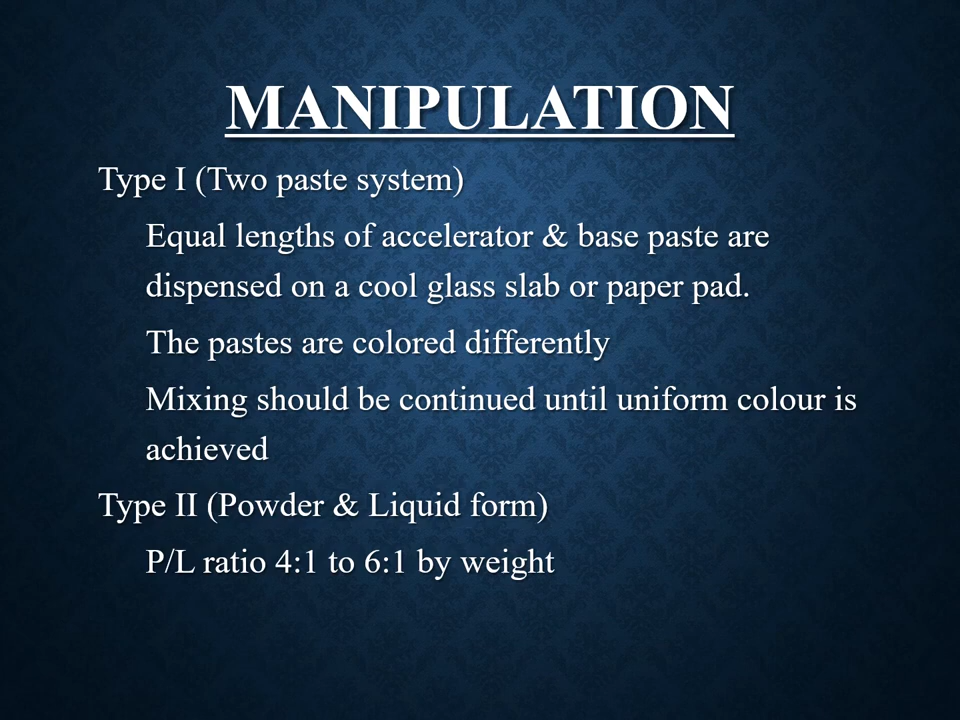 MANIPULATION
Type I (Two paste system)
Equal lengths of accelerator & base paste are
dispensed on a cool glass slab or paper pad.
The pastes are colored differently
Mixing should be continued until uniform colour is
achieved
Type II (Powder & Liquid form)
P/L ratio 4:1 to 6:1 by weight